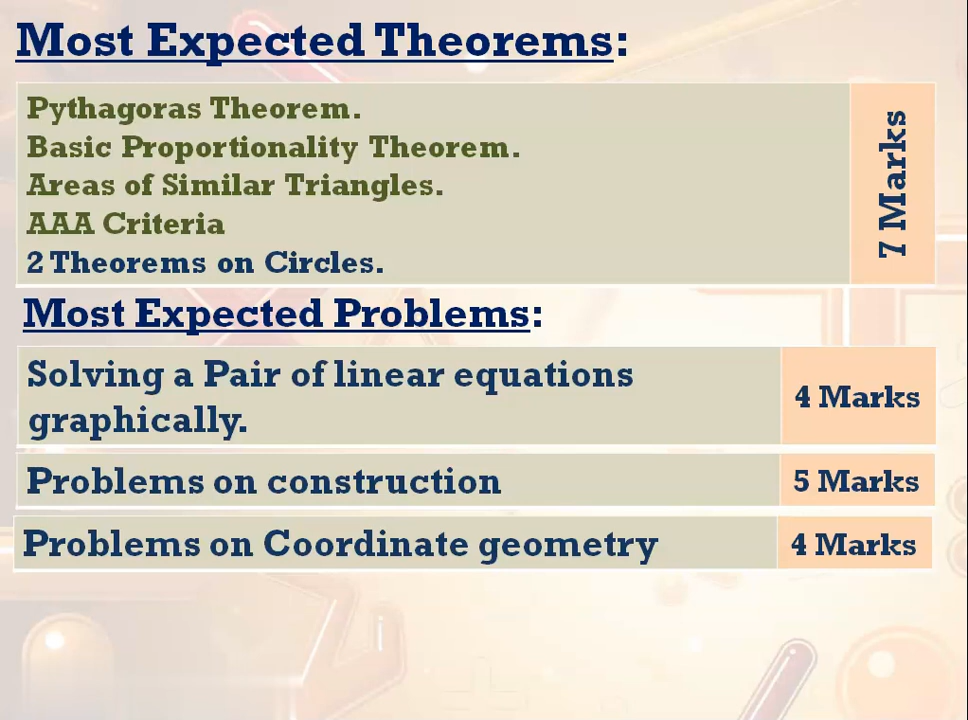 Most Expected Theorems:
Pythagoras Theorem.
Basic Proportionality Theorem.
Areas of Similar Triangles.
AAA Criteria
2 Theorems on Circles.
7 Marks
Most Expected Problems:
Solving a Pair of linear equations
graphically.
4 Marks
Problems on construction
5 Marks
Problems on Coordinate geometry
4 Marks